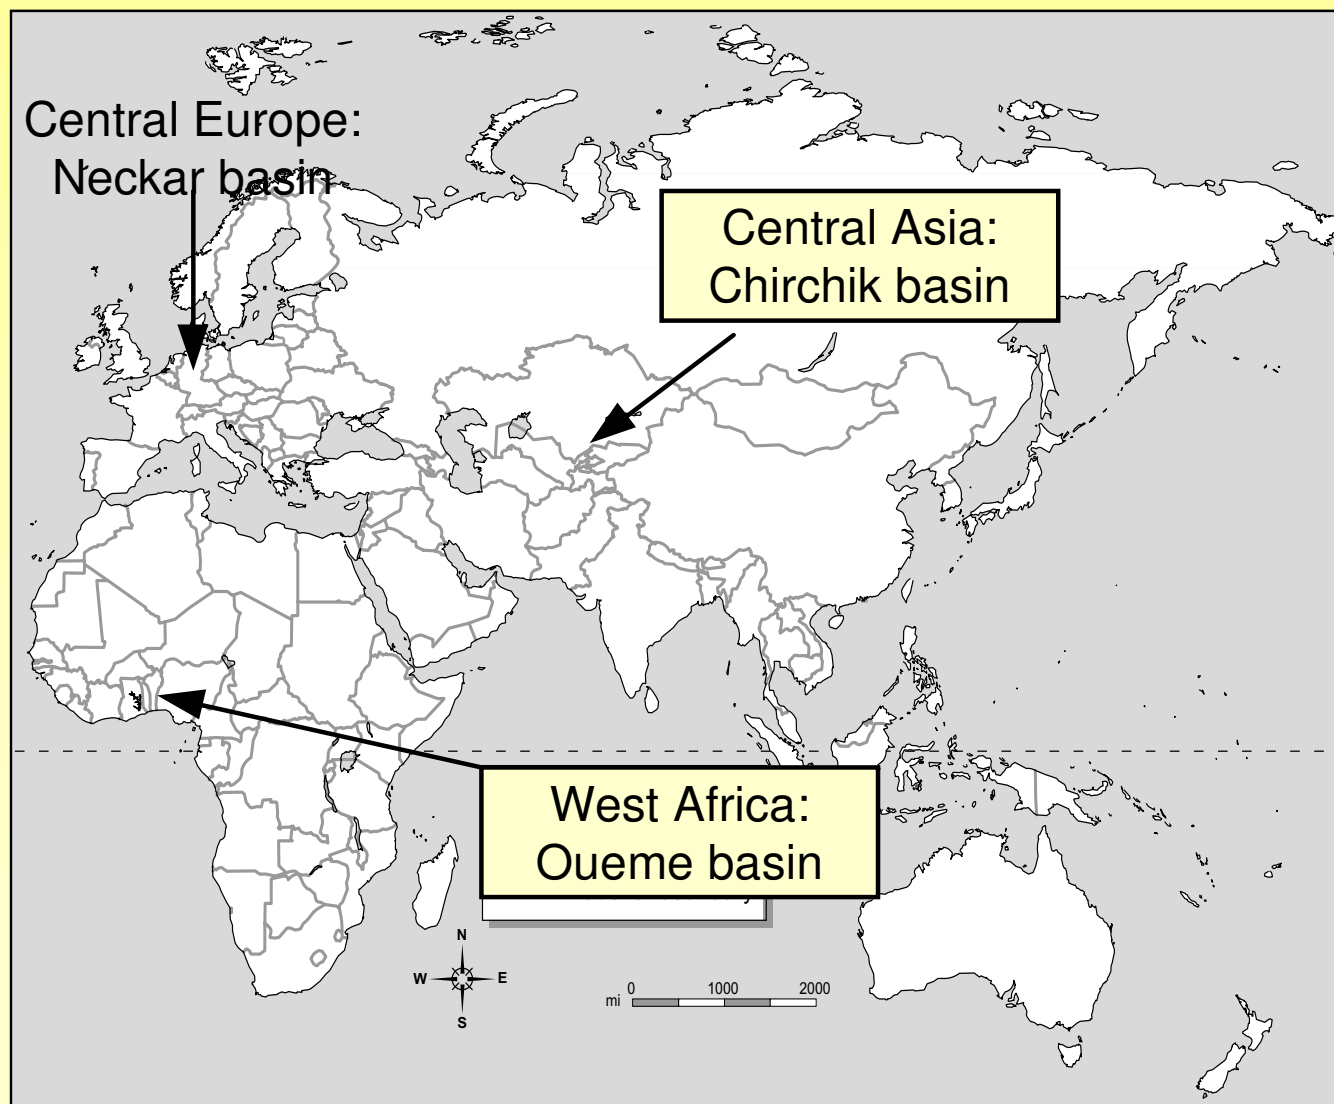 Central Europe:
Neckar basin
Central Asia:
Chirchik basin
West Africa:
Oueme basin
N
W E
S
mi 0 1000 2000